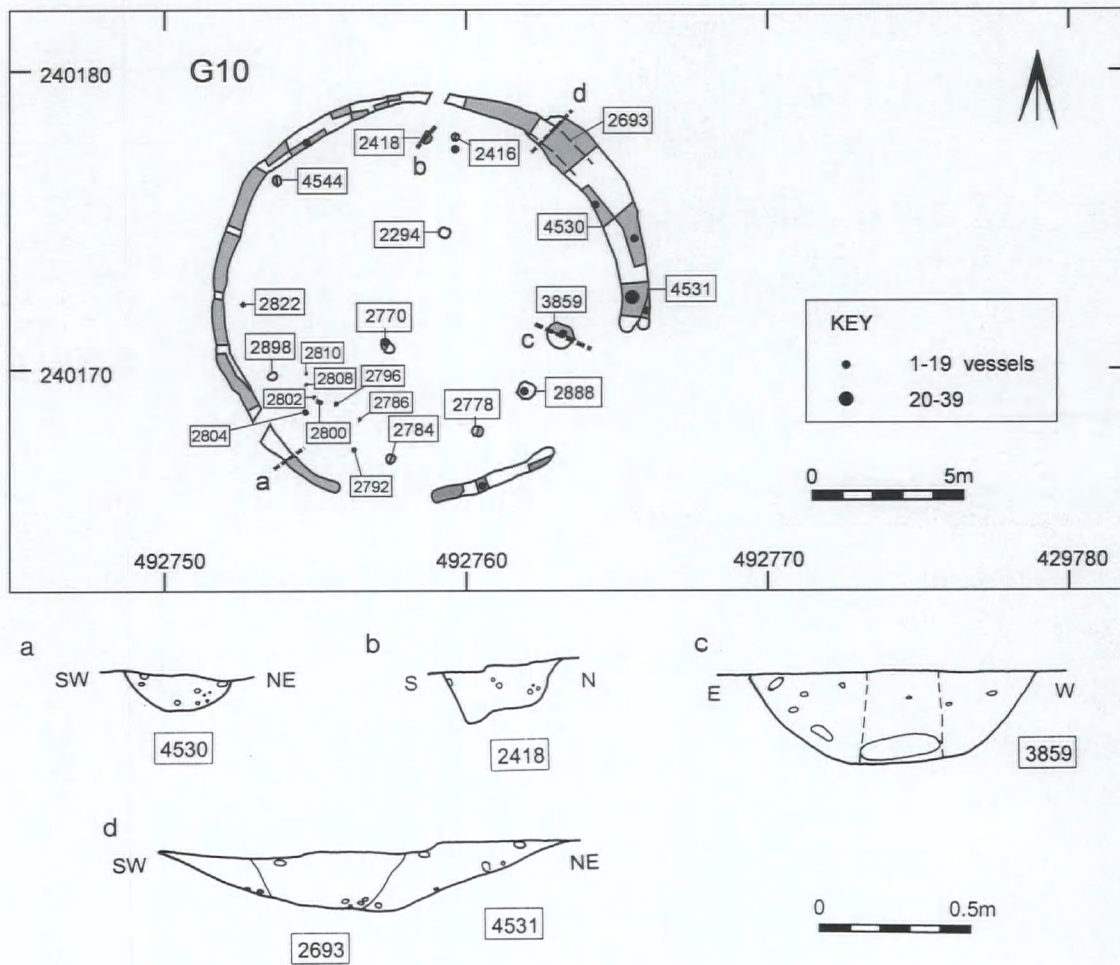 240180
G10
d
2693
2418
2416
b
4544
2294
4530
4531
3859
2822
2770
c
KEY
1-19 vessels
20-39
2898
2810
2808
2796
240170
2802
2786
2778
2888
2804
2800
2784
0 5m
a
2792
492750
492760
492770
429780
a
SW
NE
4530
b
S
N
2418
c
E
W
3859
d
SW
NE
2693
4531
0 0.5m